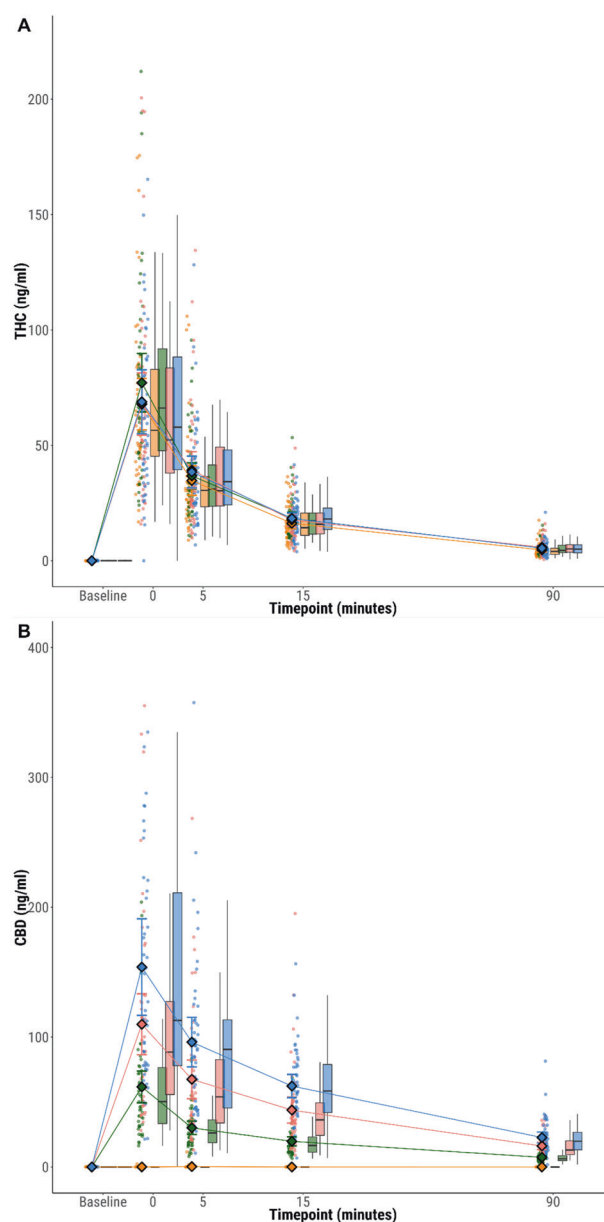 A
200
150
THC (ng/ml)
100
50
0
Baseline 0 5 15 90
Timepoint (minutes)
B
400
300
CBD (ng/ml)
200
100
0
Baseline 0 5 15 90
Timepoint (minutes)